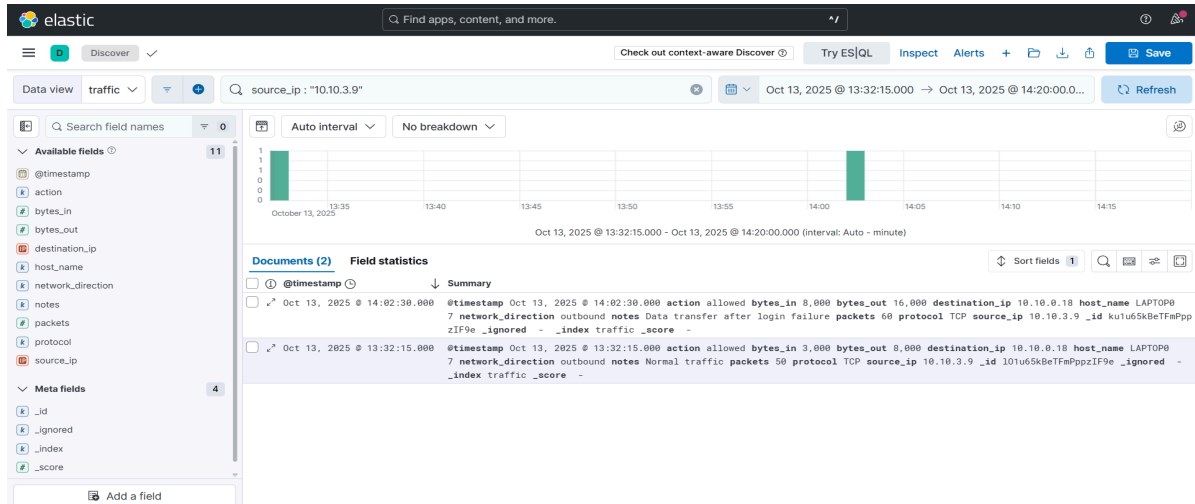 elastic
Find apps, content, and more.
^/
D Discover
Check out context-aware Discover
Try ES|QL Inspect Alerts
Save
Data view traffic
source_ip : "10.10.3.9"
Oct 13, 2025 @ 13:32:15.000 → Oct 13, 2025 @ 14:20:00.0...
Refresh
Search field names 0
Auto interval
No breakdown
Available fields 11
@timestamp
k action
# bytes_in
# bytes_out
destination_ip
k host_name
k network_direction
k notes
# packets
k protocol
source_ip
Meta fields 4
k _id
k _ignored
k _index
# _score
Add a field
1
1
1
0
0
0
13:35 13:40 13:45 13:50 13:55 14:00 14:05 14:10 14:15
October 13, 2025
Oct 13, 2025 @ 13:32:15.000 - Oct 13, 2025 @ 14:20:00.000 (interval: Auto - minute)
Documents (2) Field statistics
Sort fields 1
@timestamp Summary
Oct 13, 2025 @ 14:02:30.000 @timestamp Oct 13, 2025 @ 14:02:30.000 action allowed bytes_in 8,000 bytes_out 16,000 destination_ip 10.10.0.18 host_name LAPTOP0
7 network_direction outbound notes Data transfer after login failure packets 60 protocol TCP source_ip 10.10.3.9 _id ku1u65kBeTFmPpp
zIF9e _ignored - _index traffic _score -
Oct 13, 2025 @ 13:32:15.000 @timestamp Oct 13, 2025 @ 13:32:15.000 action allowed bytes_in 3,000 bytes_out 8,000 destination_ip 10.10.0.18 host_name LAPTOP0
7 network_direction outbound notes Normal traffic packets 50 protocol TCP source_ip 10.10.3.9 _id lO1u65kBeTFmPppzIF9e _ignored -
_index traffic _score -